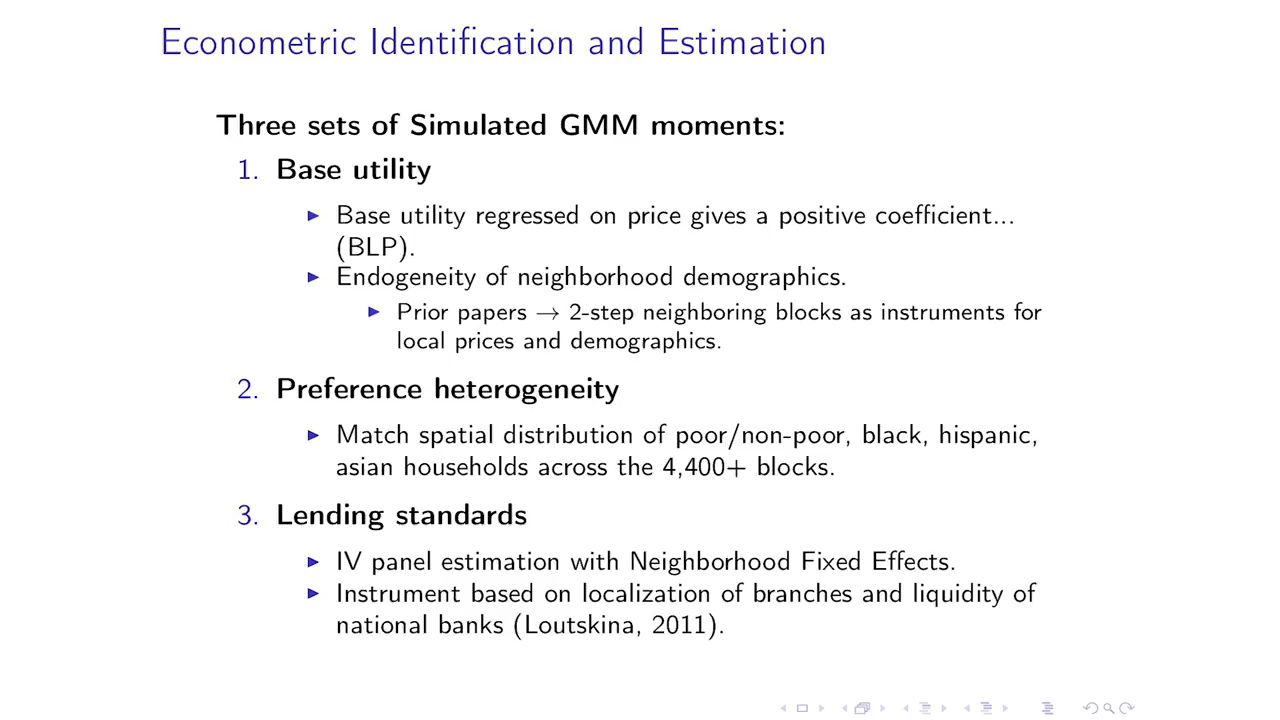 Econometric Identification and Estimation
Three sets of Simulated GMM moments:
1. Base utility
Base utility regressed on price gives a positive coefficient...
(BLP).
Endogeneity of neighborhood demographics.
Prior papers → 2-step neighboring blocks as instruments for
local prices and demographics.
2. Preference heterogeneity
Match spatial distribution of poor/non-poor, black, hispanic,
asian households across the 4,400+ blocks.
3. Lending standards
IV panel estimation with Neighborhood Fixed Effects.
Instrument based on localization of branches and liquidity of
national banks (Loutskina, 2011).